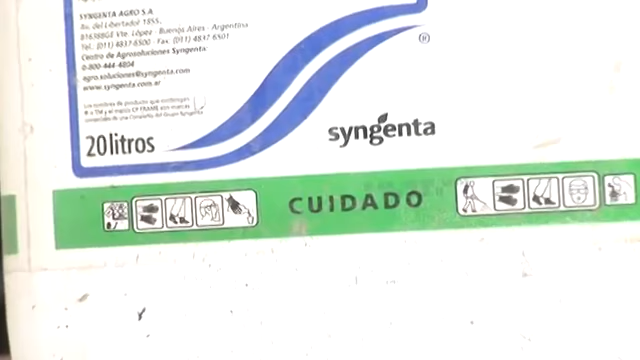 SYNGENTA AGRO S.A
Av. del Libertador 1855,
B1638BGE Vte. López - Buenos Aires - Argentina
Tel. (011) 4837-6500 - Fax. (011) 4837-6501
Centro de Agrosoluciones Syngenta:
0-800-444-4804
agro.soluciones@syngenta.com
www.syngenta.com.ar
Los nombres de producto que contengan
® o TM y el marco CP FRAME son marcas
comerciales de una Compañía del Grupo Syngenta
20 litros
®
syngenta
CUIDADO